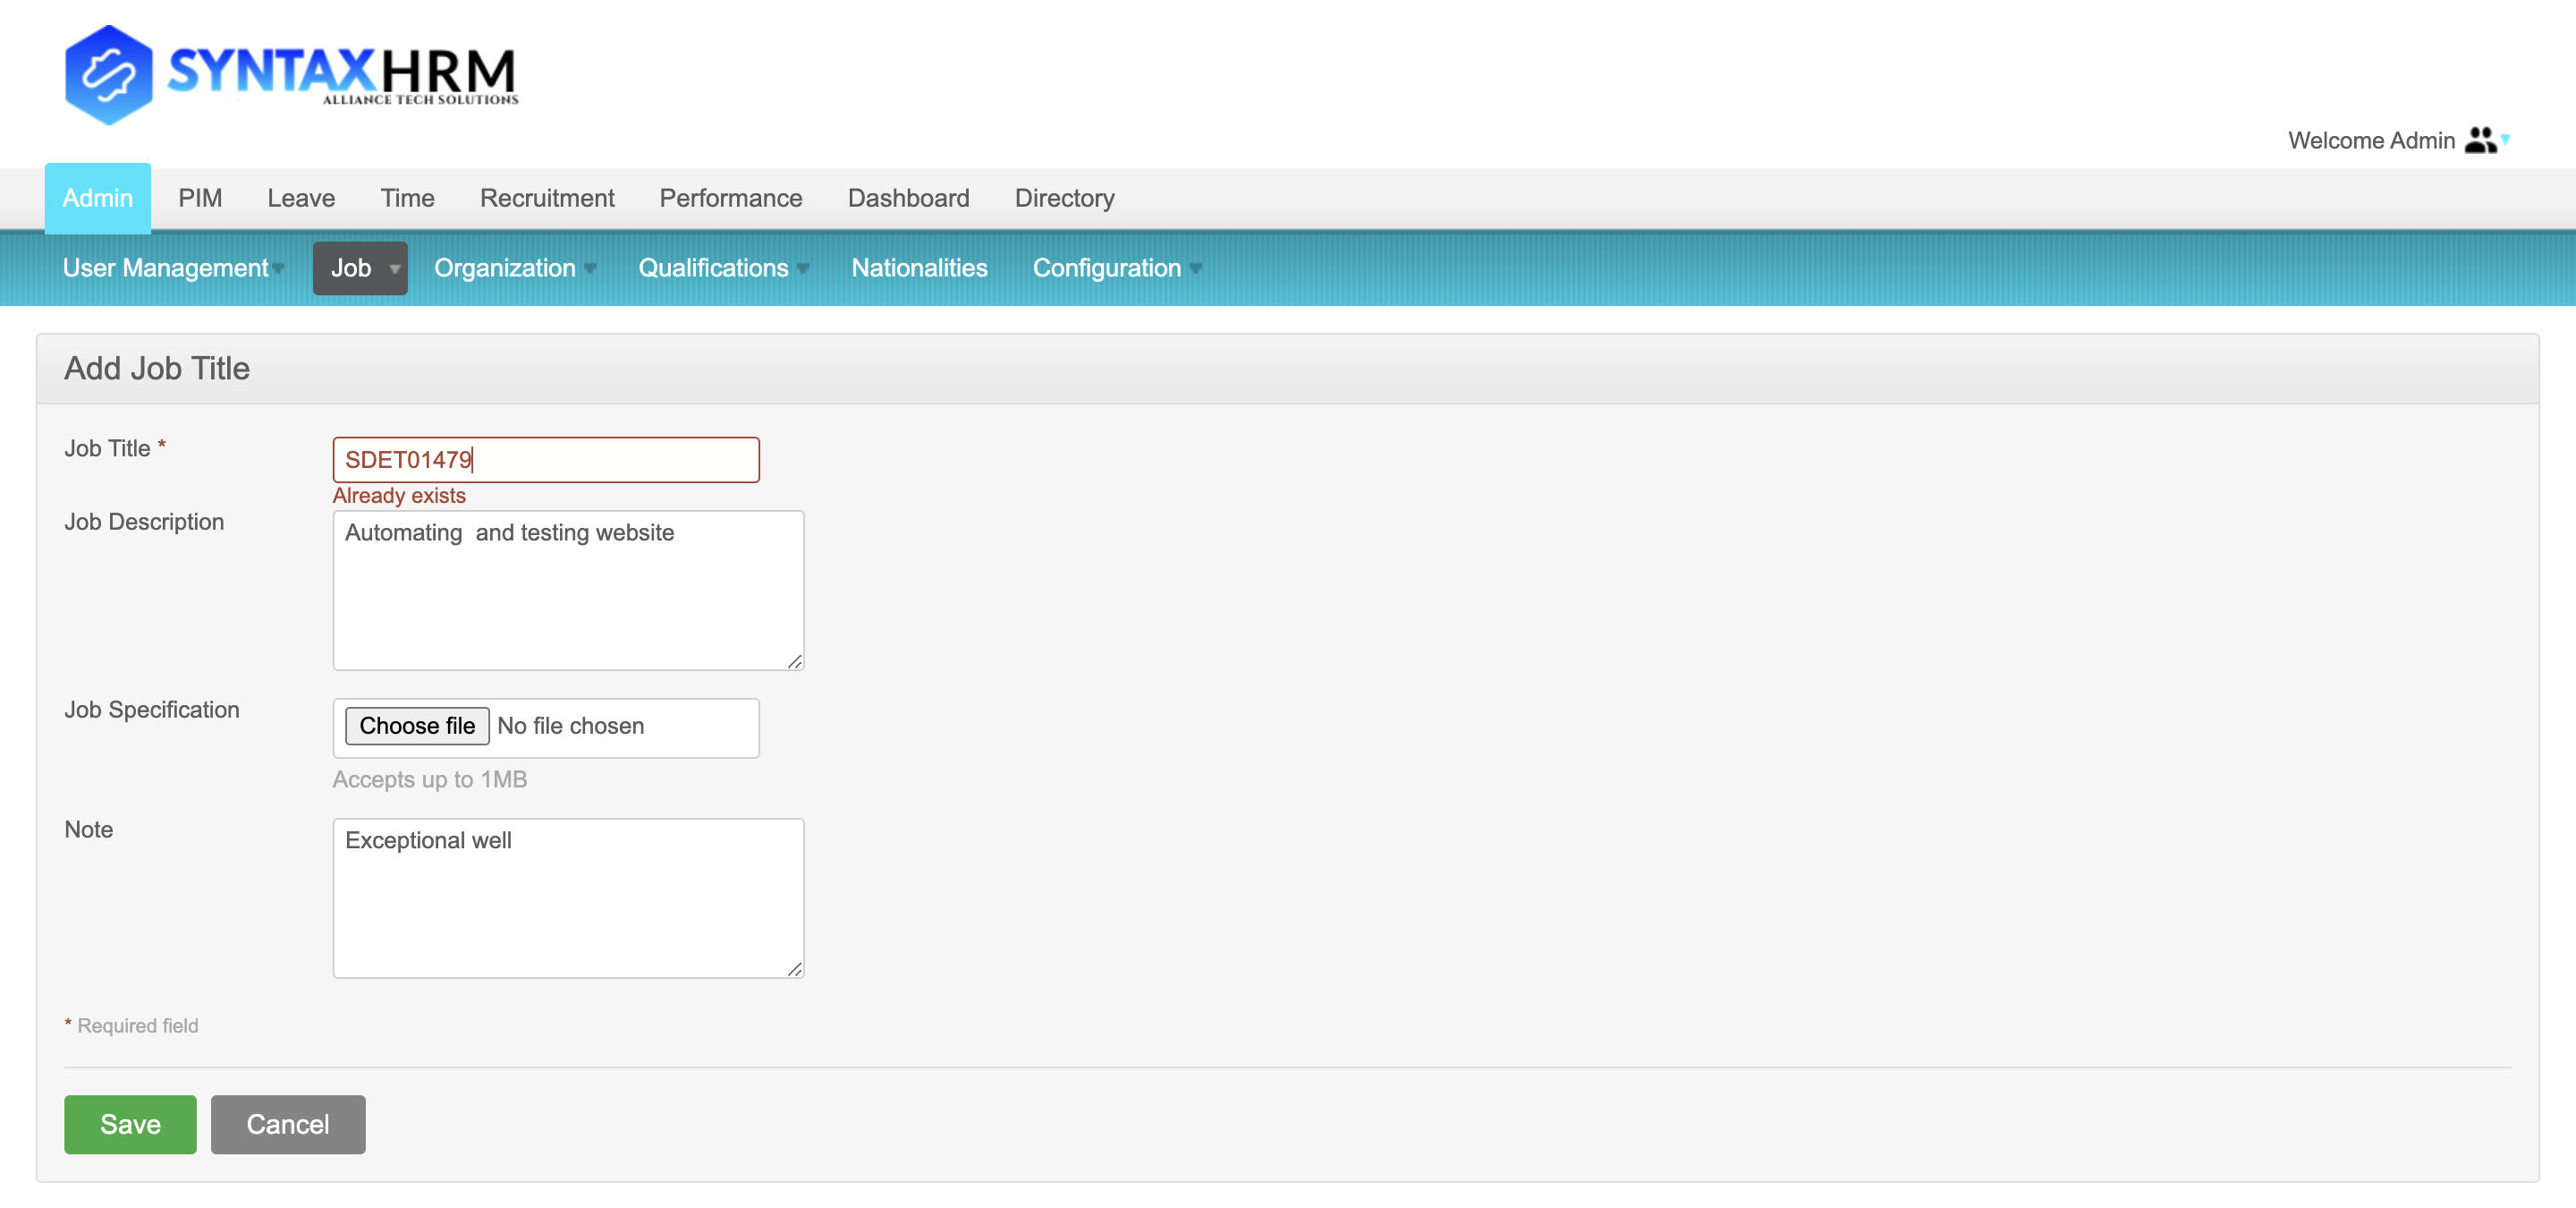 SYNTAXHRM
ALLIANCE TECH SOLUTIONS
Welcome Admin
Admin PIM Leave Time Recruitment Performance Dashboard Directory
User Management Job Organization Qualifications Nationalities Configuration
Add Job Title
Job Title * SDET01479
Already exists
Job Description Automating  and testing website
Job Specification Choose file No file chosen
Accepts up to 1MB
Note Exceptional well
* Required field
Save Cancel